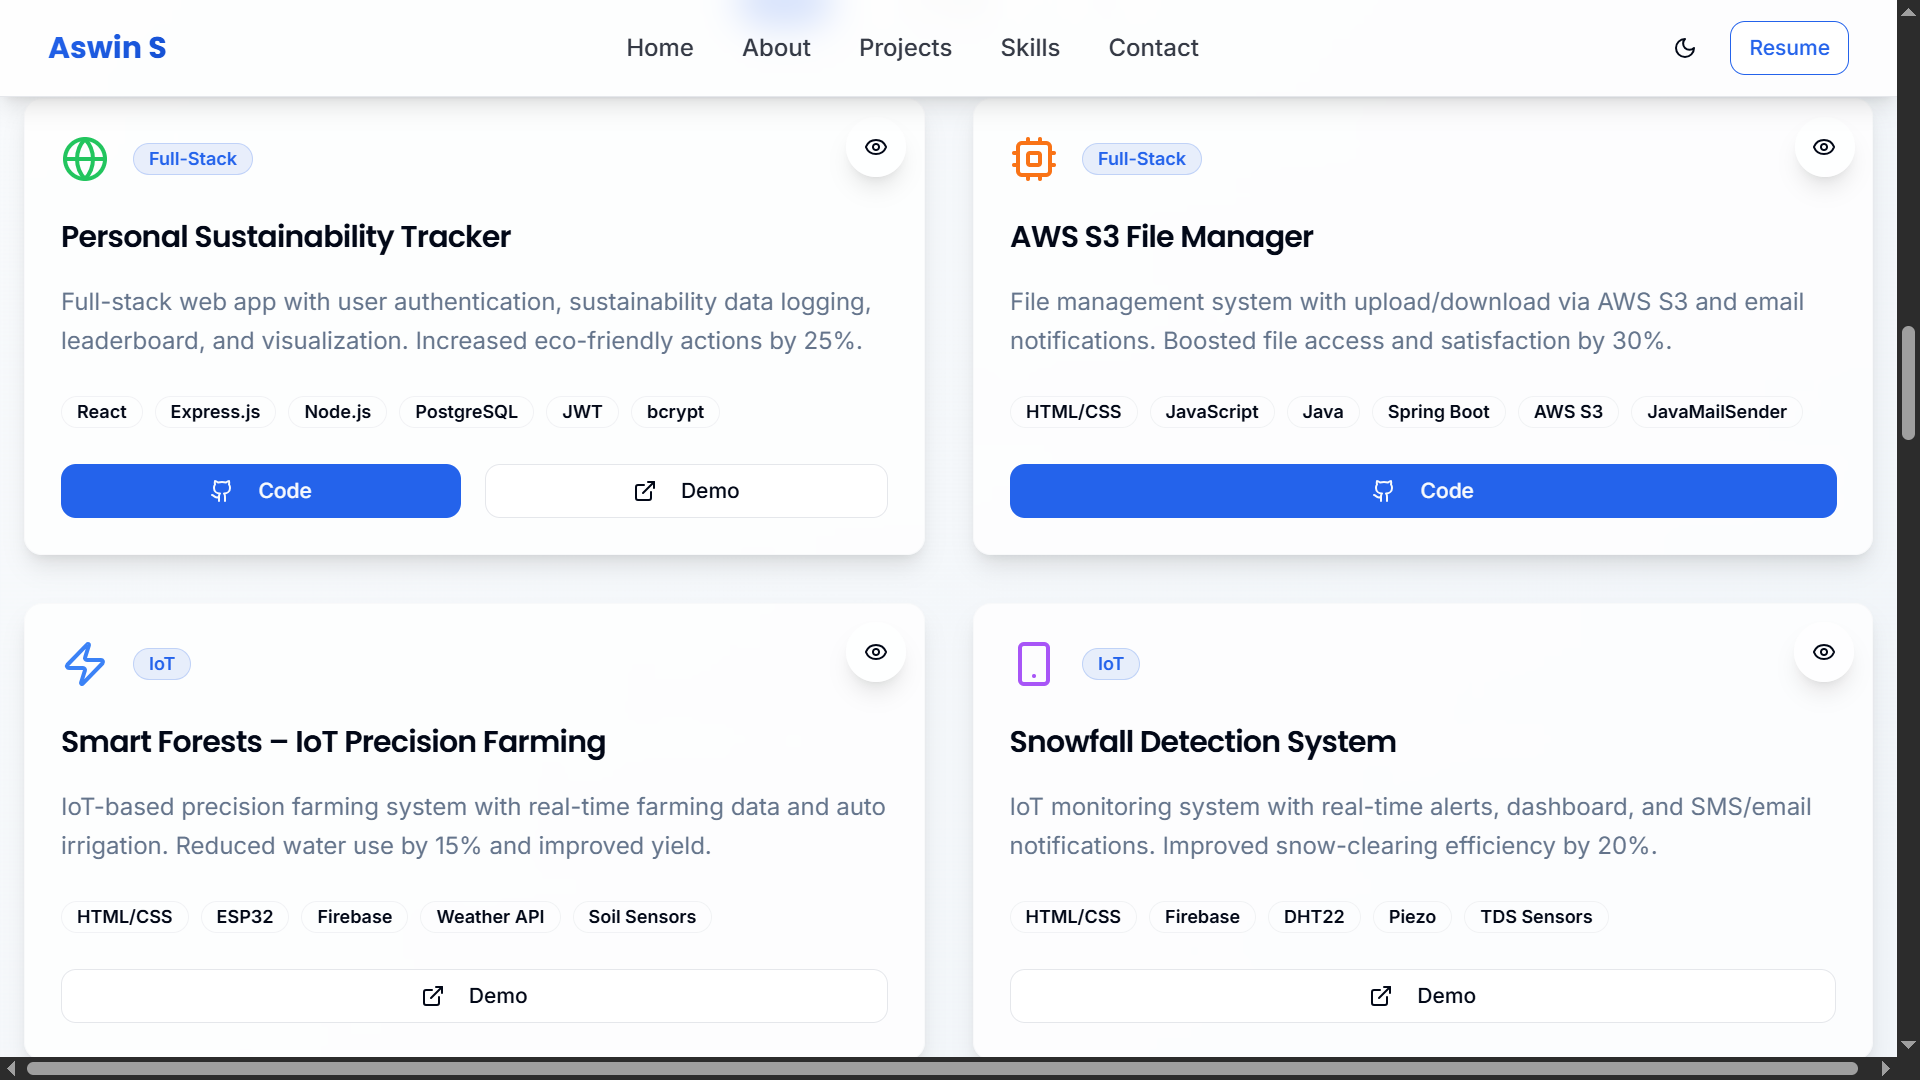 Aswin S
Home About Projects Skills Contact
Resume
Full-Stack
Personal Sustainability Tracker
Full-stack web app with user authentication, sustainability data logging,
leaderboard, and visualization. Increased eco-friendly actions by 25%.
React Express.js Node.js PostgreSQL JWT bcrypt
Code Demo
Full-Stack
AWS S3 File Manager
File management system with upload/download via AWS S3 and email
notifications. Boosted file access and satisfaction by 30%.
HTML/CSS JavaScript Java Spring Boot AWS S3 JavaMailSender
Code
IoT
Smart Forests – IoT Precision Farming
IoT-based precision farming system with real-time farming data and auto
irrigation. Reduced water use by 15% and improved yield.
HTML/CSS ESP32 Firebase Weather API Soil Sensors
Demo
IoT
Snowfall Detection System
IoT monitoring system with real-time alerts, dashboard, and SMS/email
notifications. Improved snow-clearing efficiency by 20%.
HTML/CSS Firebase DHT22 Piezo TDS Sensors
Demo